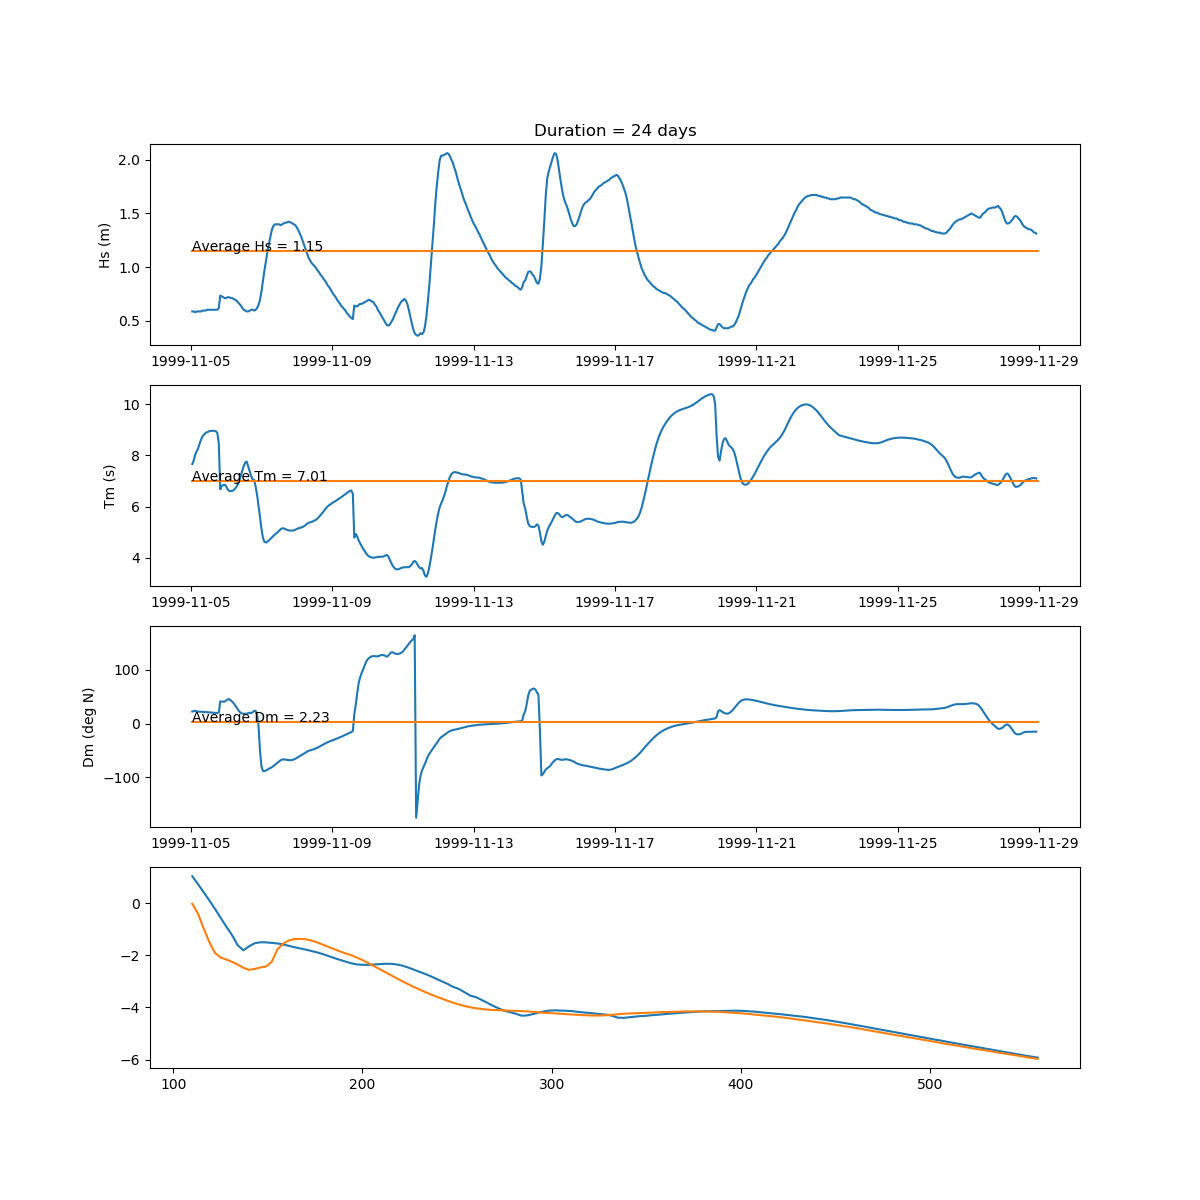 Duration = 24 days
2.0
1.5
1.0
0.5
Hs (m)
Average Hs = 1.15
1999-11-05 1999-11-09 1999-11-13 1999-11-17 1999-11-21 1999-11-25 1999-11-29
10
8
6
4
Tm (s)
Average Tm = 7.01
1999-11-05 1999-11-09 1999-11-13 1999-11-17 1999-11-21 1999-11-25 1999-11-29
100
0
−100
Dm (deg N)
Average Dm = 2.23
1999-11-05 1999-11-09 1999-11-13 1999-11-17 1999-11-21 1999-11-25 1999-11-29
0
−2
−4
−6
100 200 300 400 500